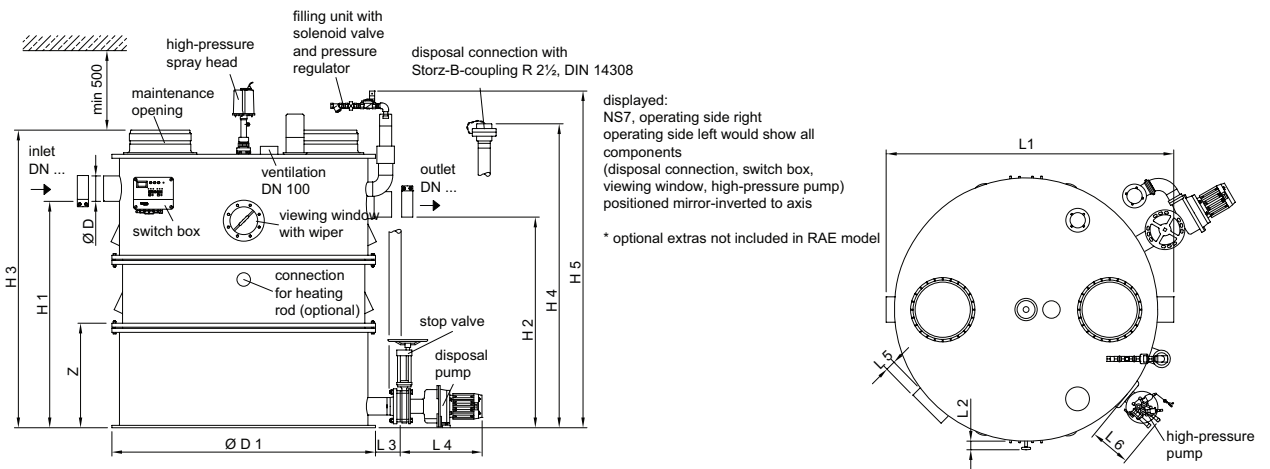 filling unit with
solenoid valve
and pressure
regulator
high-pressure
spray head
disposal connection with
Storz-B-coupling R 2½, DIN 14308
min 500
maintenance
opening
displayed:
NS7, operating side right
operating side left would show all
components
(disposal connection, switch box,
viewing window, high-pressure pump)
positioned mirror-inverted to axis
* optional extras not included in RAE model
inlet
DN ...
ventilation
DN 100
outlet
DN ...
Ø D
switch box
viewing window
with wiper
connection
for heating
rod (optional)
stop valve
disposal
pump
H 3
H 1
Z
H 2
H 4
H 5
Ø D 1
L 3
L 4
L1
L 5
L 2
L 6
high-pressure
pump